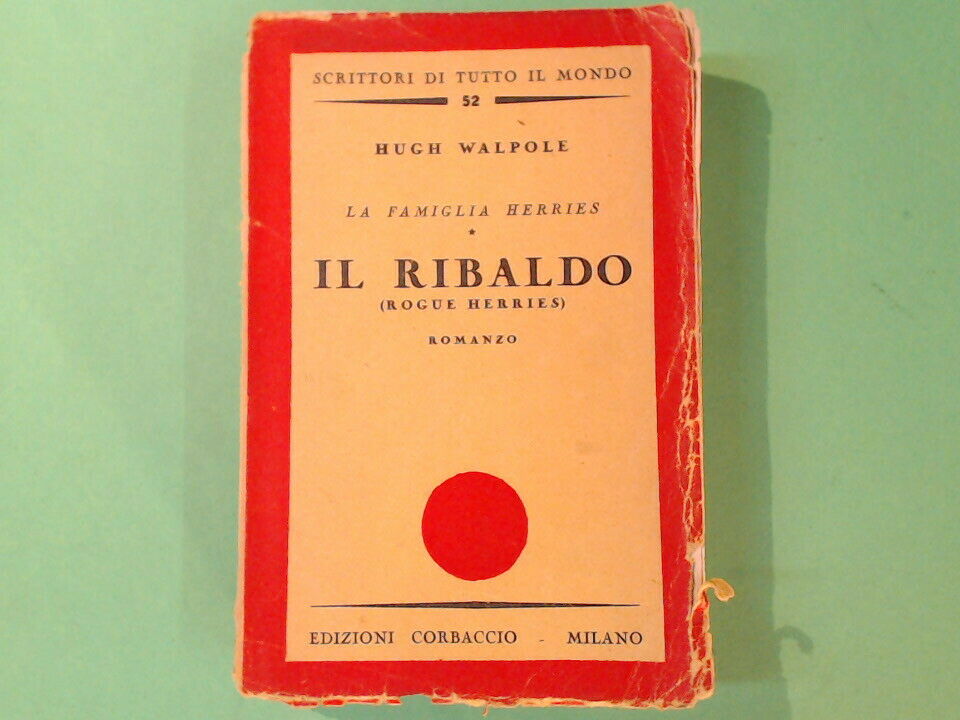 SCRITTORI DI TUTTO IL MONDO
52
HUGH WALPOLE
LA FAMIGLIA HERRIES
*
IL RIBALDO
(ROGUE HERRIES)
ROMANZO
EDIZIONI CORBACCIO - MILANO